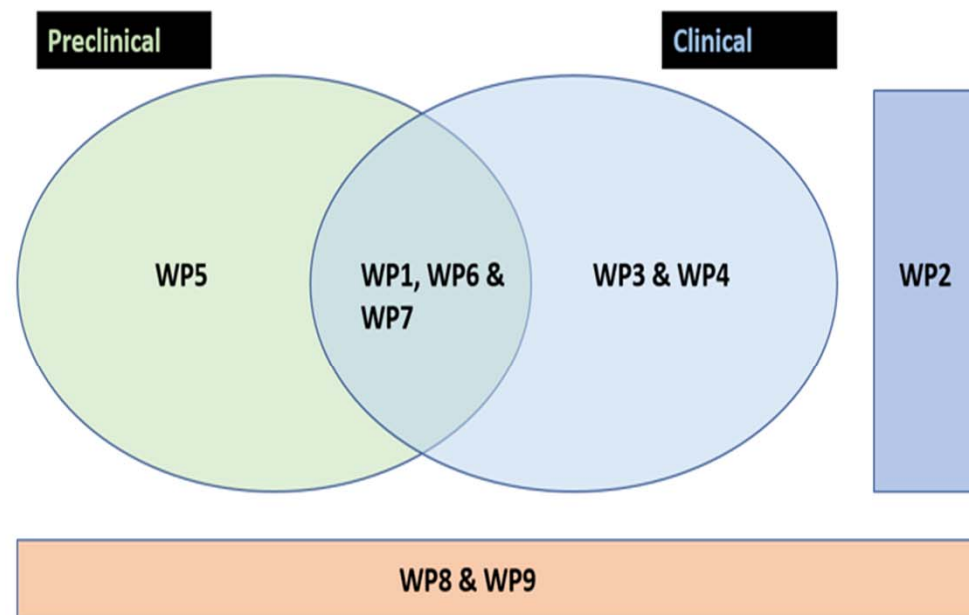 Preclinical
Clinical
WP5
WP1, WP6 &
WP7
WP3 & WP4
WP2
WP8 & WP9